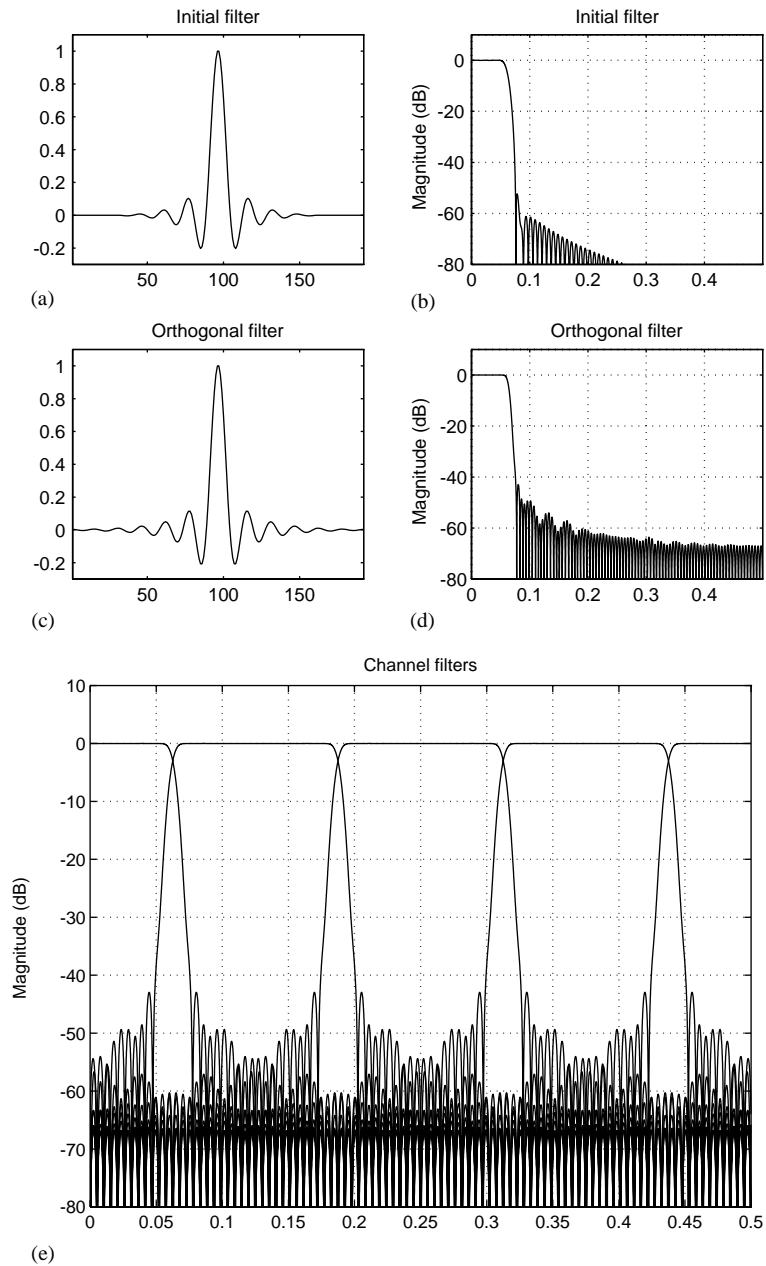 Initial filter
1
0.8
0.6
0.4
0.2
0
-0.2
50 100 150
(a)
Initial filter
Magnitude (dB)
0
-20
-40
-60
-80
0 0.1 0.2 0.3 0.4
(b)
Orthogonal filter
1
0.8
0.6
0.4
0.2
0
-0.2
50 100 150
(c)
Orthogonal filter
Magnitude (dB)
0
-20
-40
-60
-80
0 0.1 0.2 0.3 0.4
(d)
Channel filters
Magnitude (dB)
10
0
-10
-20
-30
-40
-50
-60
-70
-80
0 0.05 0.1 0.15 0.2 0.25 0.3 0.35 0.4 0.45 0.5
(e)